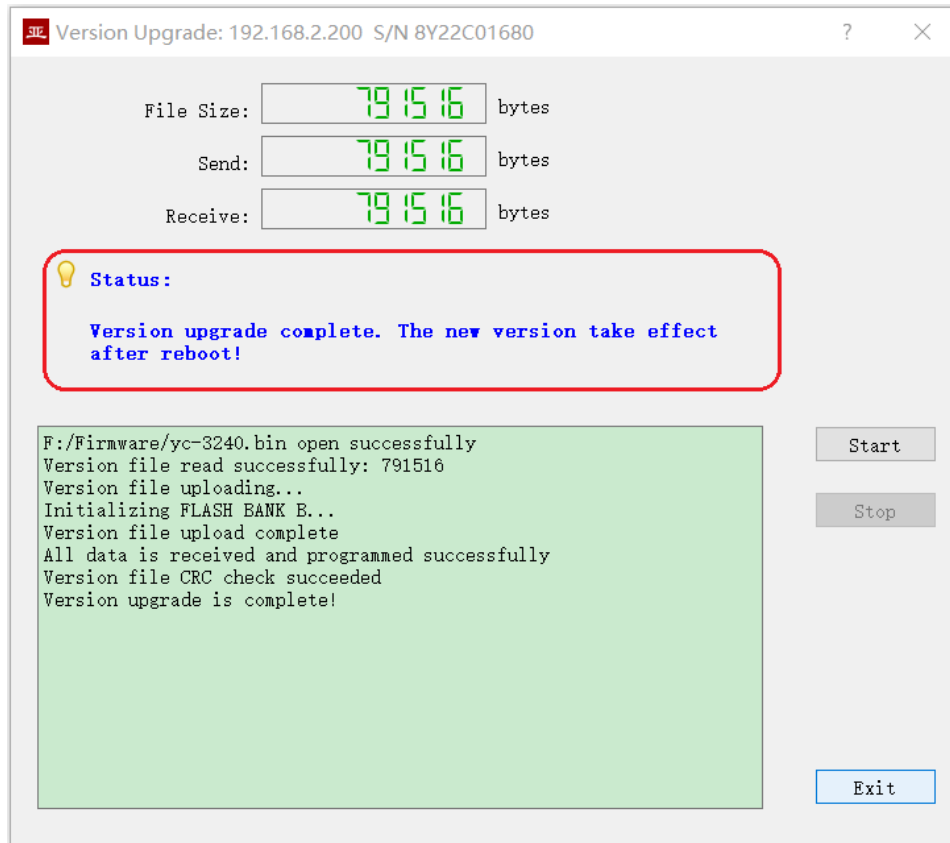 Version Upgrade: 192.168.2.200 S/N 8Y22C01680 ?
File Size: 791516 bytes
Send: 791516 bytes
Receive: 791516 bytes
Status:
Version upgrade complete. The new version take effect
after reboot!
F:/Firmware/yc-3240.bin open successfully
Version file read successfully: 791516
Version file uploading...
Initializing FLASH BANK B...
Version file upload complete
All data is received and programmed successfully
Version file CRC check succeeded
Version upgrade is complete!
Start
Stop
Exit